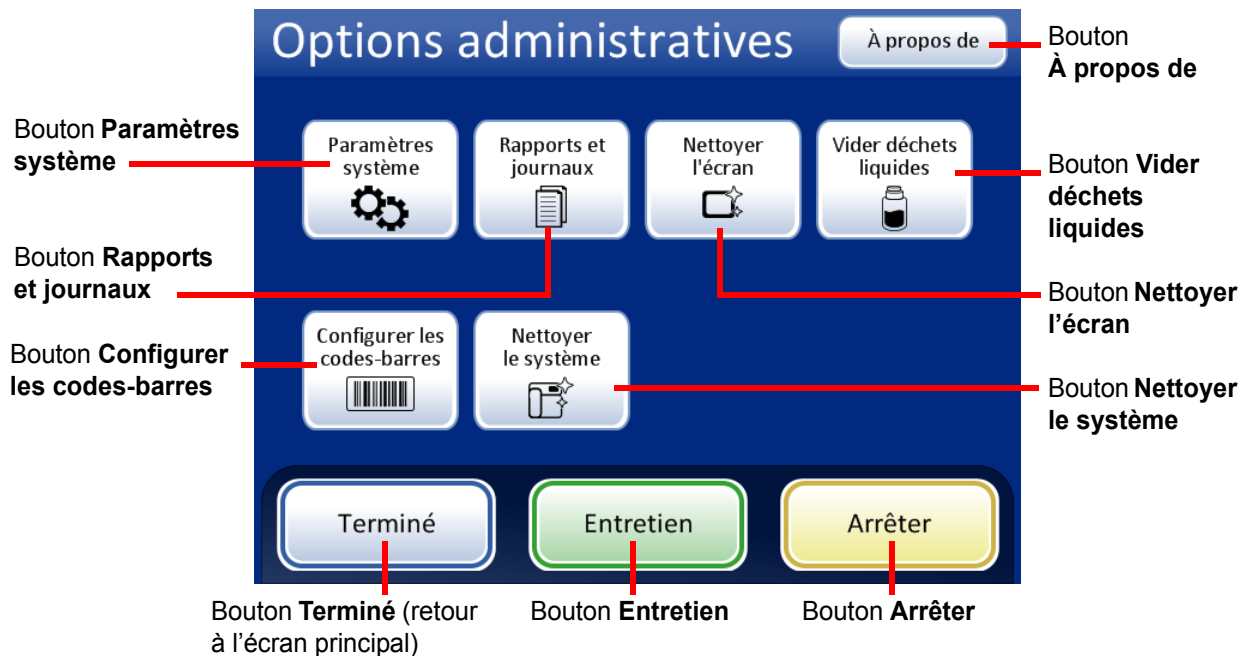 Options administratives
À propos de
Bouton
À propos de
Bouton Paramètres
système
Paramètres
système
Rapports et
journaux
Nettoyer
l'écran
Vider déchets
liquides
Bouton Vider
déchets
liquides
Bouton Rapports
et journaux
Bouton Nettoyer
l’écran
Bouton Configurer
les codes-barres
Configurer les
codes-barres
Nettoyer
le système
Bouton Nettoyer
le système
Terminé
Entretien
Arrêter
Bouton Terminé (retour
à l’écran principal)
Bouton Entretien
Bouton Arrêter